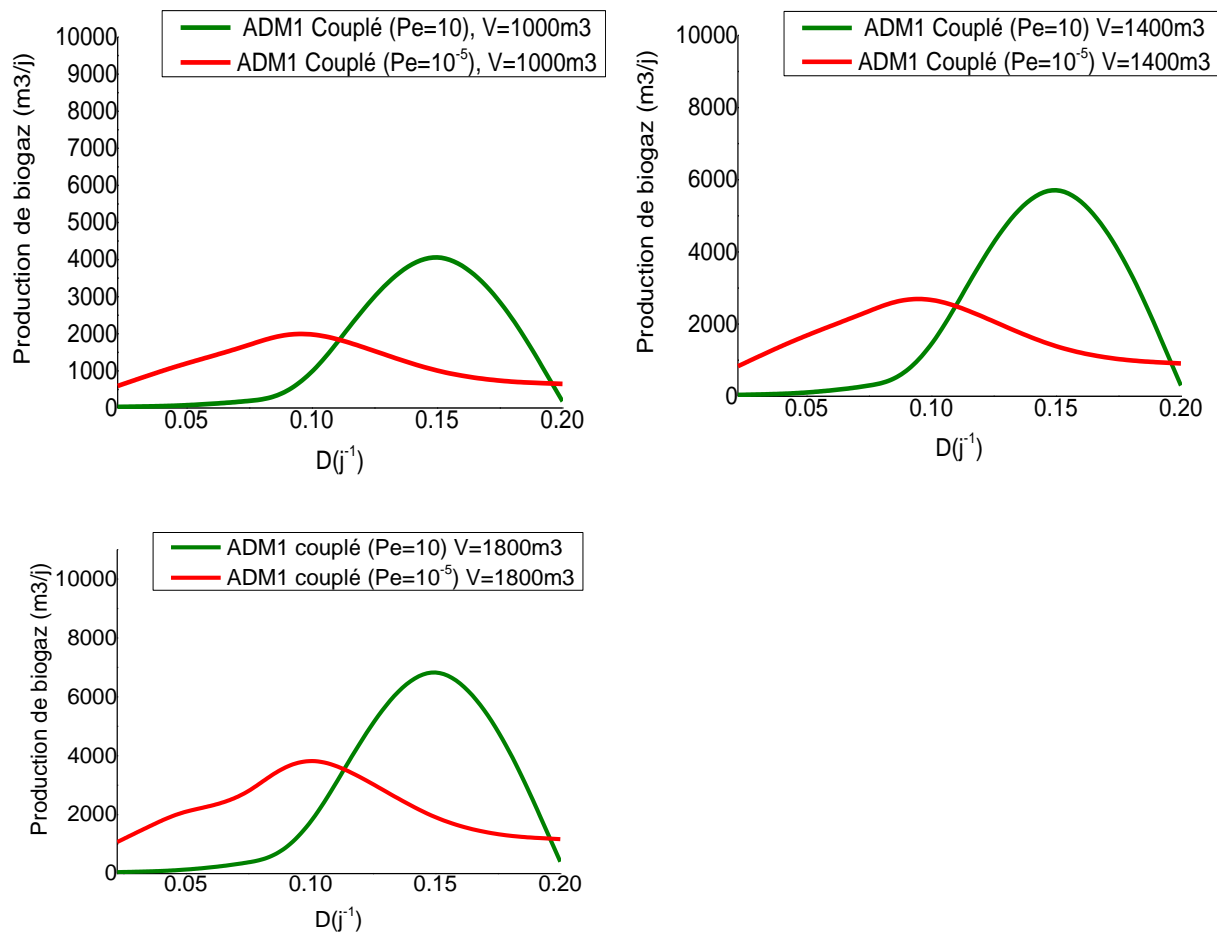 ADM1 Couplé (Pe=10), V=1000m3
ADM1 Couplé (Pe=10-5), V=1000m3
Production de biogaz (m3/j)
10000
9000
8000
7000
6000
5000
4000
3000
2000
1000
0
0.05 0.10 0.15 0.20
D(j-1)
ADM1 Couplé (Pe=10) V=1400m3
ADM1 Couplé (Pe=10-5) V=1400m3
Production de biogaz (m3/j)
10000
8000
6000
4000
2000
0
0.05 0.10 0.15 0.20
D(j-1)
ADM1 couplé (Pe=10) V=1800m3
ADM1 couplé (Pe=10-5) V=1800m3
Production de biogaz (m3/j)
10000
8000
6000
4000
2000
0
0.05 0.10 0.15 0.20
D(j-1)